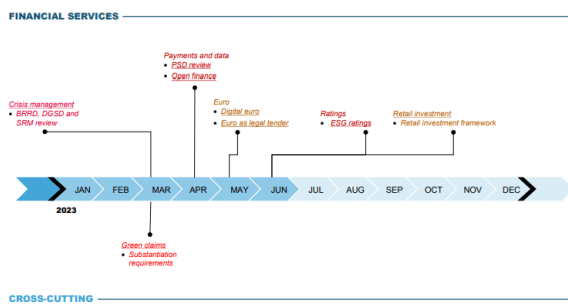 FINANCIAL SERVICES
Payments and data
• PSD review
• Open finance
Crisis management
• BRRD, DGSD and
SRM review
Euro
• Digital euro
• Euro as legal tender
Ratings
• ESG ratings
Retail investment
• Retail investment framework
JAN FEB MAR APR MAY JUN JUL AUG SEP OCT NOV DEC
2023
Green claims
• Substantiation
requirements
CROSS-CUTTING